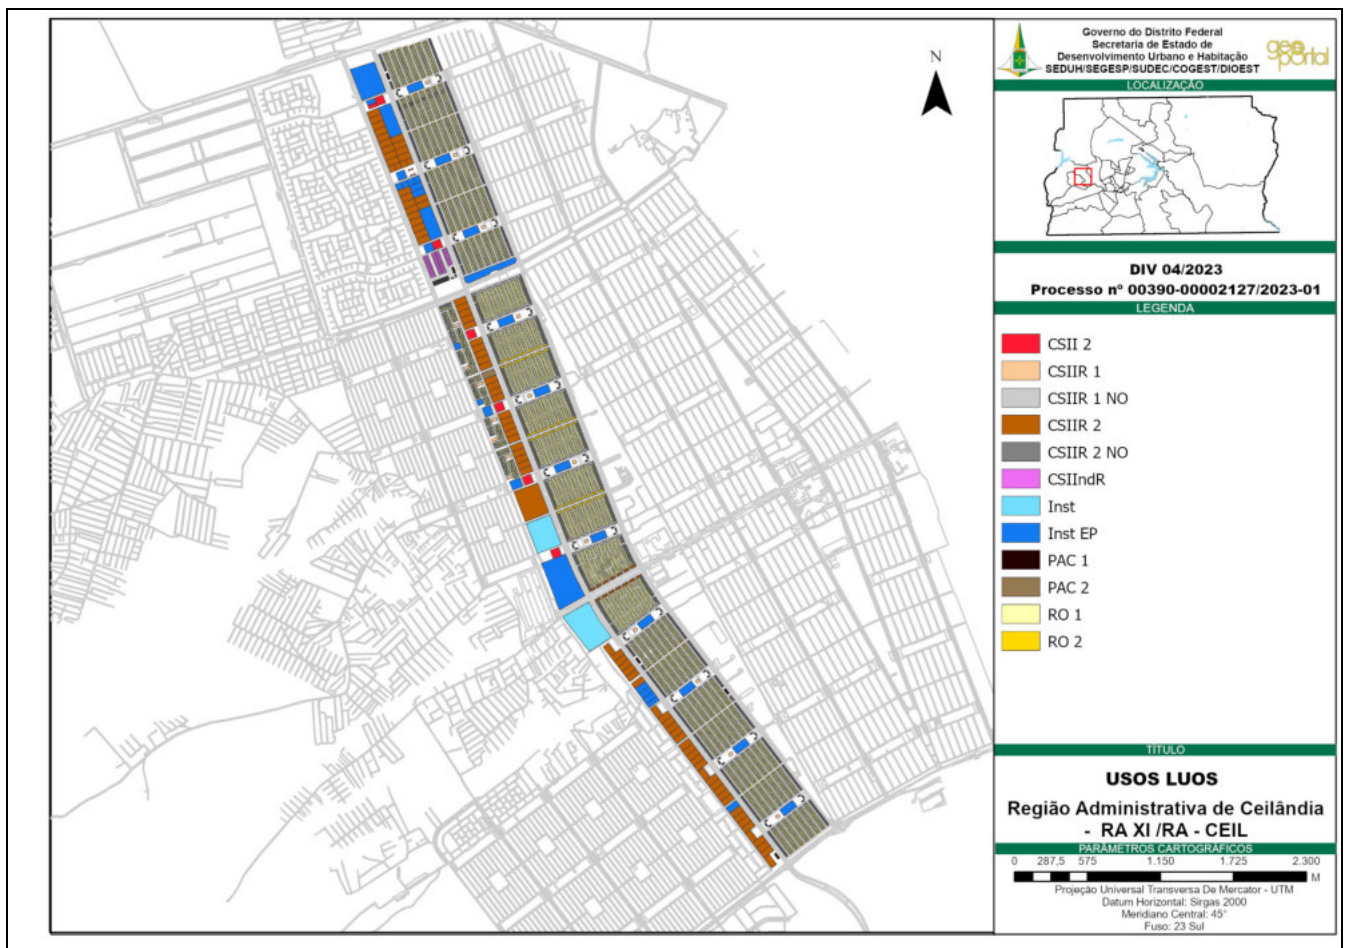 N
Governo do Distrito Federal
Secretaria de Estado de
Desenvolvimento Urbano e Habitação
SEDUH/SEGESP/SUDEC/COGEST/DIOEST
geoportal
LOCALIZAÇÃO
DIV 04/2023
Processo nº 00390-00002127/2023-01
LEGENDA
CSII 2
CSIIR 1
CSIIR 1 NO
CSIIR 2
CSIIR 2 NO
CSIIndR
Inst
Inst EP
PAC 1
PAC 2
RO 1
RO 2
TÍTULO
USOS LUOS
Região Administrativa de Ceilândia
- RA XI /RA - CEIL
PARÂMETROS CARTOGRÁFICOS
0 287,5 575 1.150 1.725 2.300
M
Projeção Universal Transversa De Mercator - UTM
Datum Horizontal: Sirgas 2000
Meridiano Central: 45°
Fuso: 23 Sul